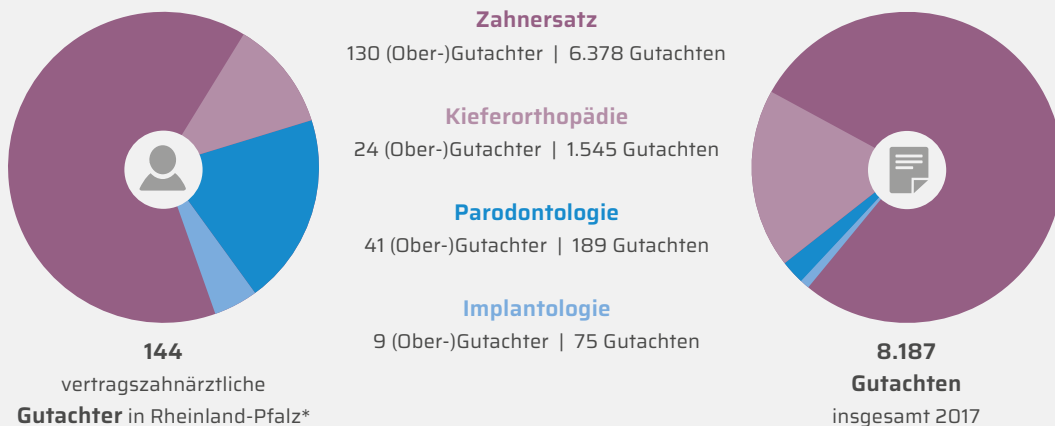 Zahnersatz
130 (Ober-)Gutachter | 6.378 Gutachten
Kieferorthopädie
24 (Ober-)Gutachter | 1.545 Gutachten
Parodontologie
41 (Ober-)Gutachter | 189 Gutachten
Implantologie
9 (Ober-)Gutachter | 75 Gutachten
144
vertragszahnärztliche
Gutachter in Rheinland-Pfalz*
8.187
Gutachten
insgesamt 2017